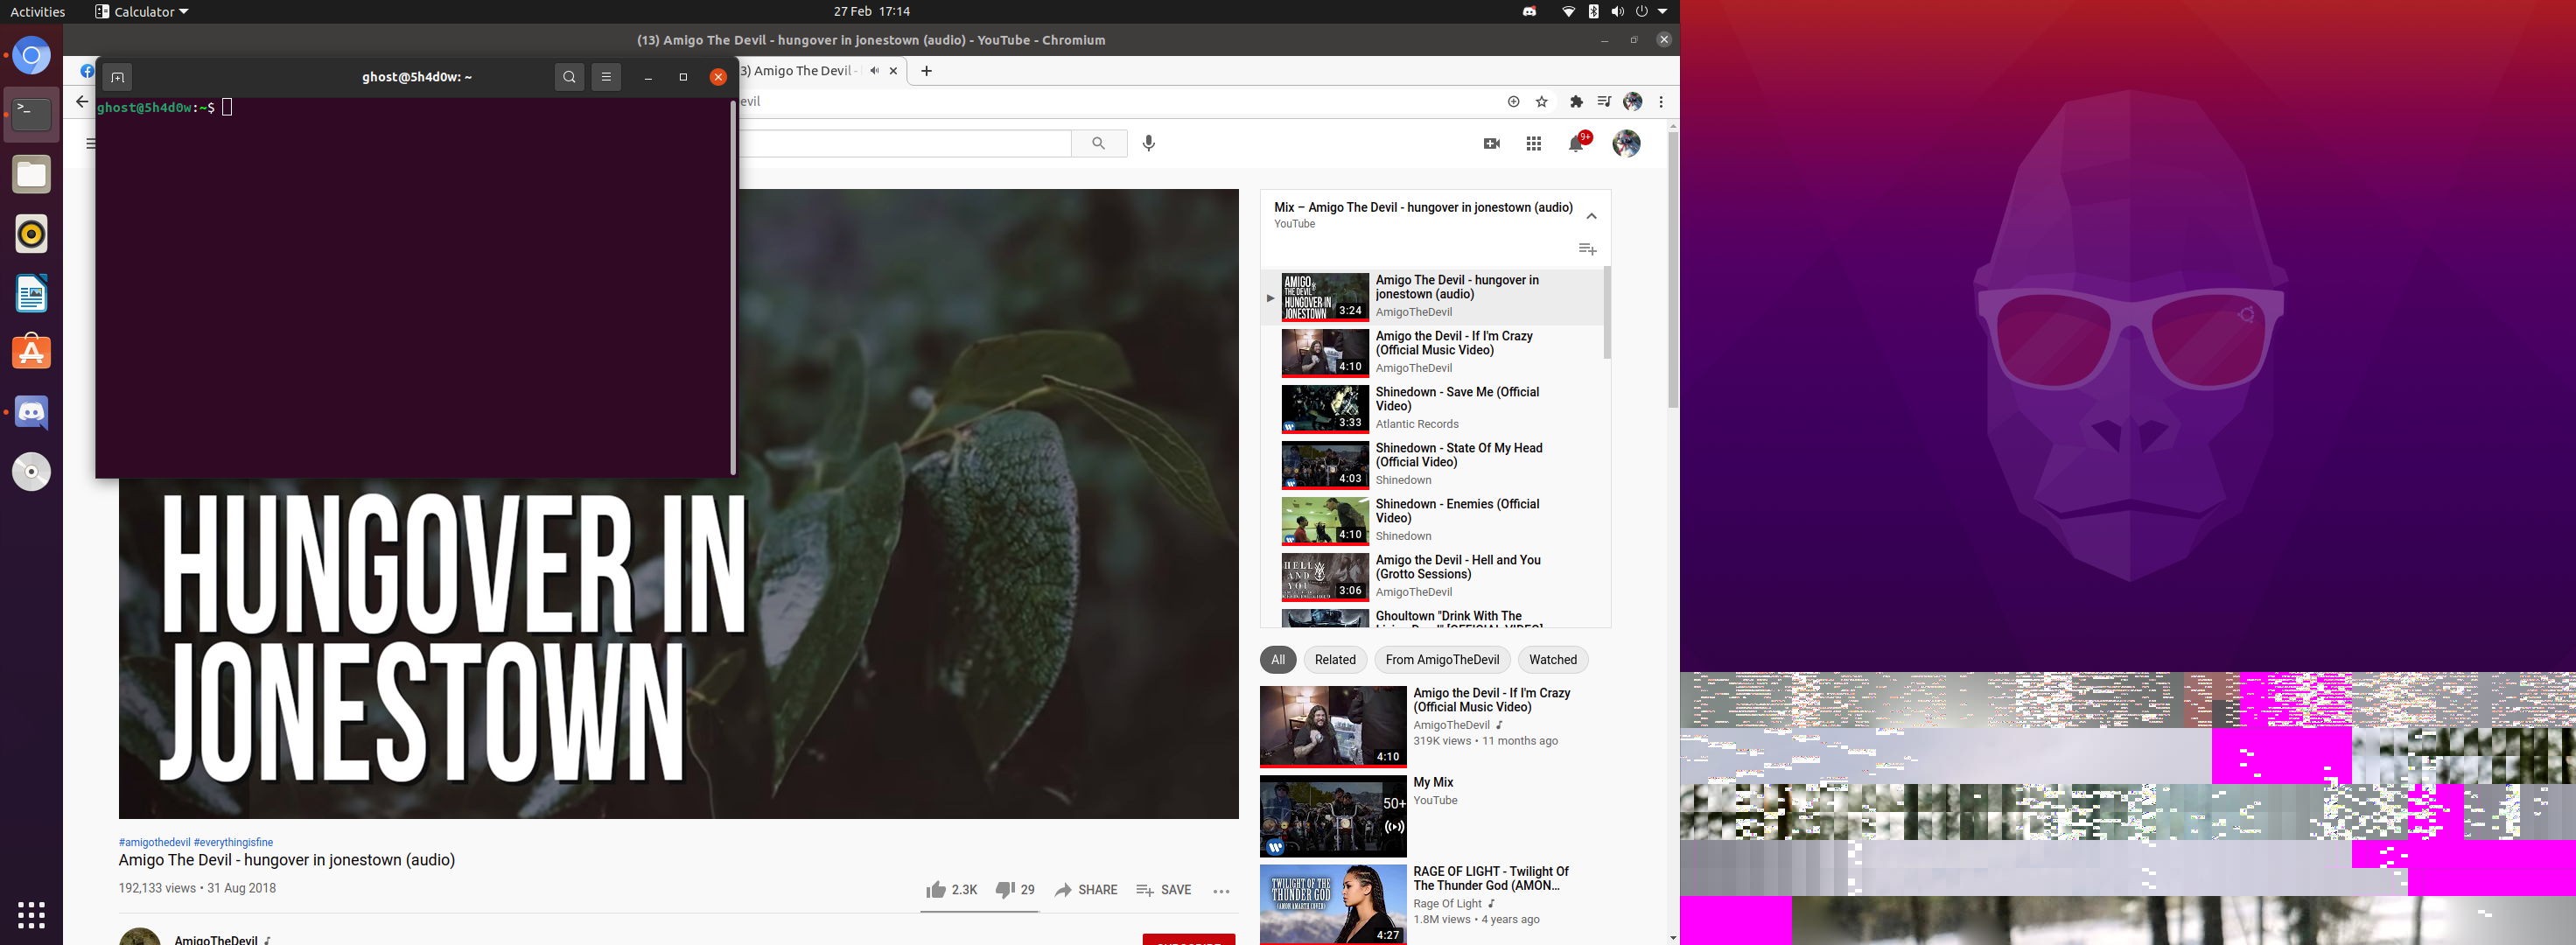 Activities
Calculator
27 Feb 17:14
(13) Amigo The Devil - hungover in jonestown (audio) - YouTube - Chromium
ghost@5h4d0w: ~
3) Amigo The Devil -
ghost@5h4d0w:~$
evil
9+
HUNGOVER IN
JONESTOWN
Mix – Amigo The Devil - hungover in jonestown (audio)
YouTube
AMIGO
THE DEVIL
HUNGOVER IN
JONESTOWN
3:24
Amigo The Devil - hungover in
jonestown (audio)
AmigoTheDevil
4:10
Amigo the Devil - If I'm Crazy
(Official Music Video)
AmigoTheDevil
3:33
Shinedown - Save Me (Official
Video)
Atlantic Records
4:03
Shinedown - State Of My Head
(Official Video)
Shinedown
4:10
Shinedown - Enemies (Official
Video)
Shinedown
HELL
AND
YOU
3:06
Amigo the Devil - Hell and You
(Grotto Sessions)
AmigoTheDevil
Ghoultown "Drink With The
All
Related
From AmigoTheDevil
Watched
4:10
Amigo the Devil - If I'm Crazy
(Official Music Video)
AmigoTheDevil
319K views • 11 months ago
50+
My Mix
YouTube
TWILIGHT OF THE
THUNDER GOD
(AMON AMARTH COVER)
4:27
RAGE OF LIGHT - Twilight Of
The Thunder God (AMON...
Rage Of Light
1.8M views • 4 years ago
#amigothedevil #everythingisfine
Amigo The Devil - hungover in jonestown (audio)
192,133 views • 31 Aug 2018
2.3K
29
SHARE
SAVE
AmigoTheDevil